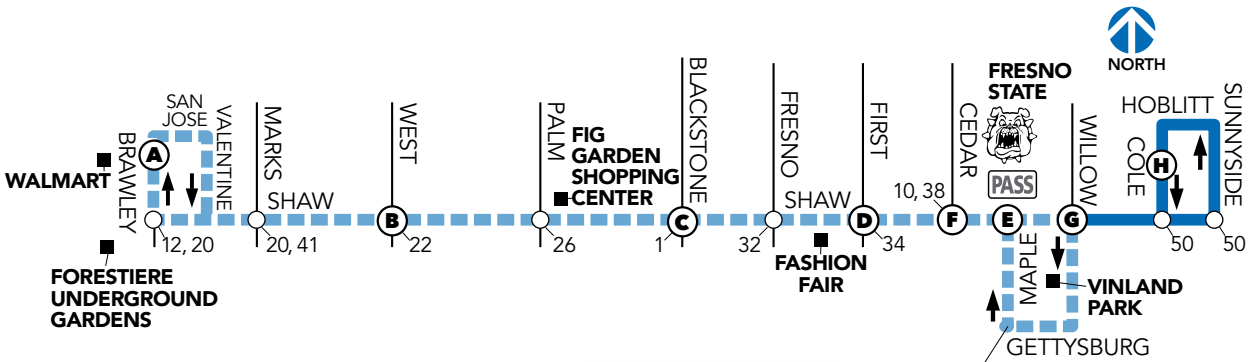 NORTH
FRESNO
STATE
PASS
SAN
JOSE
VALENTINE
BRAWLEY
A
WALMART
MARKS
WEST
PALM
FIG
GARDEN
SHOPPING
CENTER
BLACKSTONE
FRESNO
FIRST
CEDAR
WILLOW
HOBLITT
SUNNYSIDE
COLE
H
SHAW
SHAW
B
C
D
F
E
G
10, 38
12, 20
20, 41
22
26
1
32
34
50
50
FORESTIERE
UNDERGROUND
GARDENS
FASHION
FAIR
MAPLE
VINLAND
PARK
GETTYSBURG